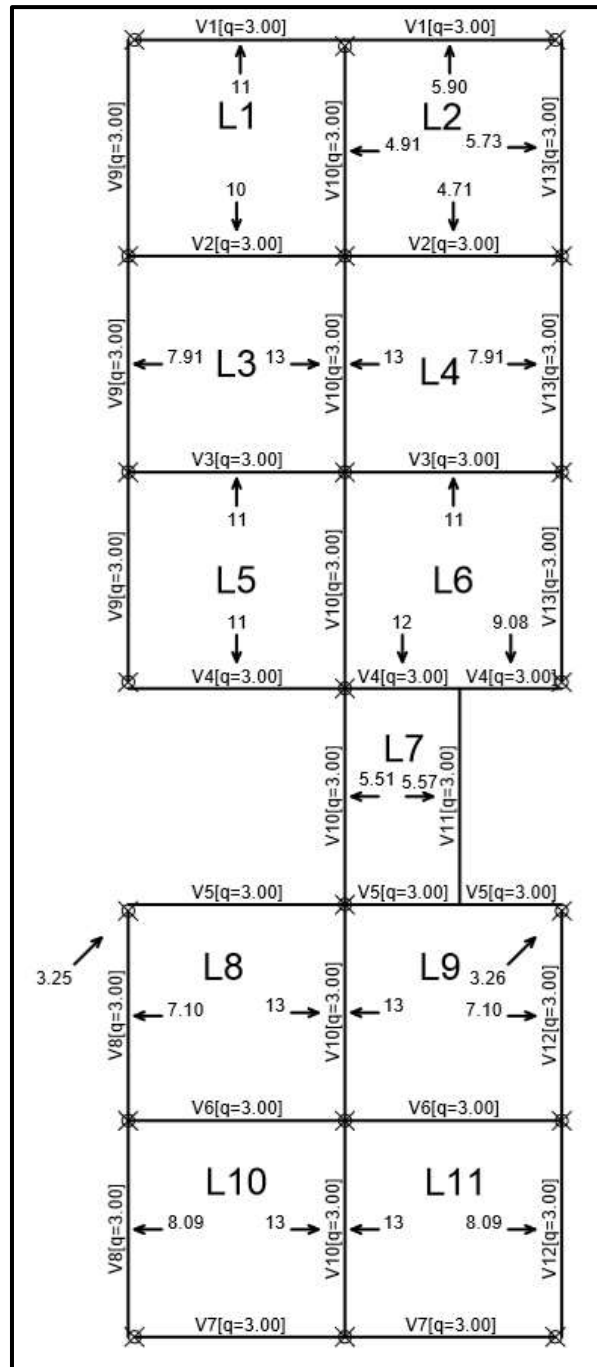 V1[q=3.00] V1[q=3.00]
11 5.90
L1 L2
V9[q=3.00] V10[q=3.00] 4.91 5.73 V13[q=3.00]
10 4.71
V2[q=3.00] V2[q=3.00]
V9[q=3.00] 7.91 L3 13 V10[q=3.00] 13 L4 7.91 V13[q=3.00]
V3[q=3.00] V3[q=3.00]
11 11
V9[q=3.00] L5 V10[q=3.00] L6 V13[q=3.00]
11 12 9.08
V4[q=3.00] V4[q=3.00] V4[q=3.00]
L7
V10[q=3.00] 5.51 5.57 V11[q=3.00]
V5[q=3.00] V5[q=3.00] V5[q=3.00]
3.25 L8 L9 3.26
V8[q=3.00] 7.10 13 V10[q=3.00] 13 7.10 V12[q=3.00]
V6[q=3.00] V6[q=3.00]
L10 L11
V8[q=3.00] 8.09 13 V10[q=3.00] 13 8.09 V12[q=3.00]
V7[q=3.00] V7[q=3.00]